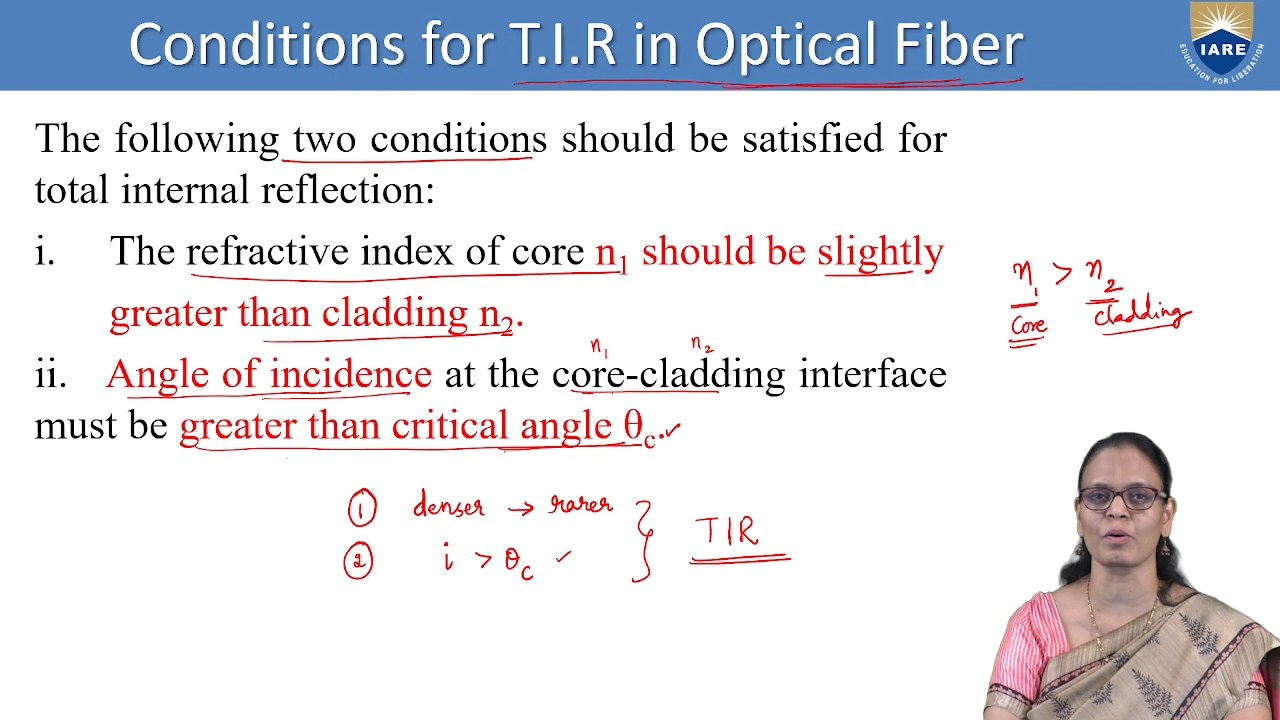 Conditions for T.I.R in Optical Fiber
IARE
EDUCATION FOR LIBERATION
The following two conditions should be satisfied for
total internal reflection:
i. The refractive index of core n₁ should be slightly
greater than cladding n₂.
n₁ > n₂
core cladding
n₁ n₂
ii. Angle of incidence at the core-cladding interface
must be greater than critical angle θc.
① denser → rarer
② i > θc
TIR